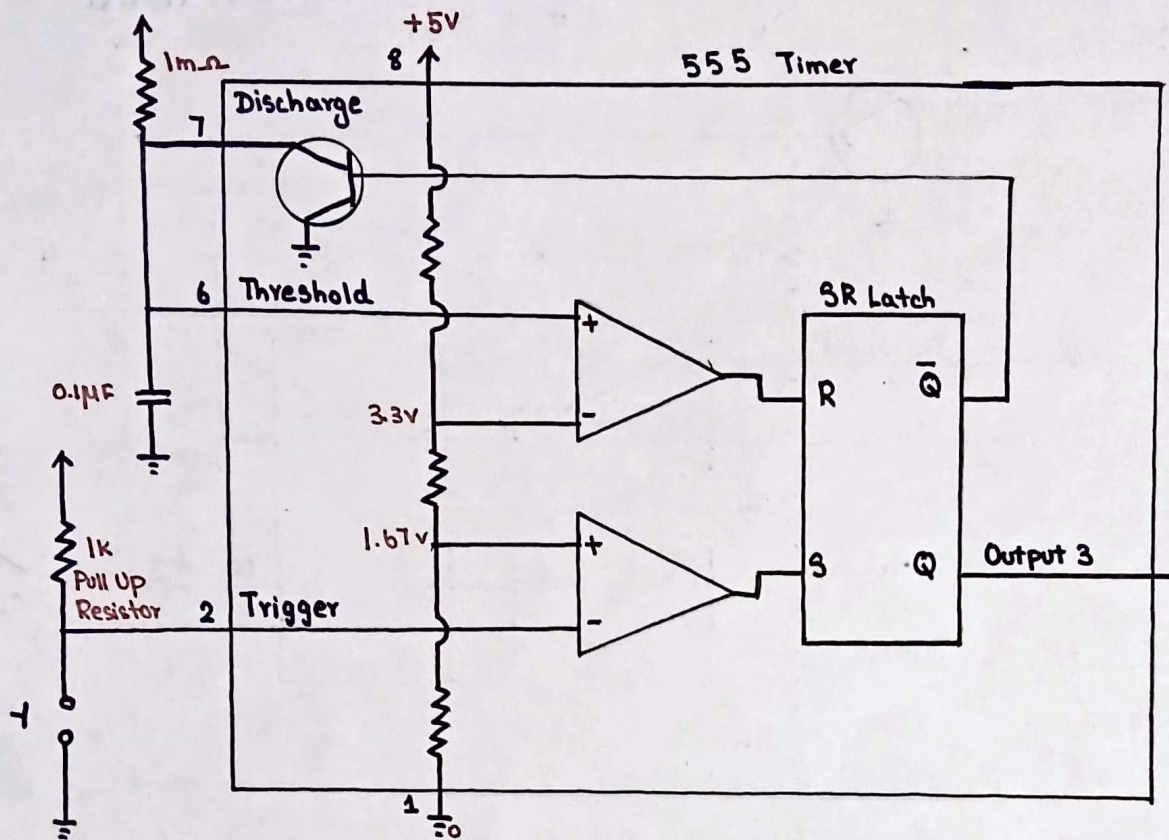 +5V
1mΩ
8
555 Timer
Discharge
7
6
Threshold
SR Latch
+
0.1µF
3.3v
-
R
Q̅
1.67v
+
1K
Pull Up
Resistor
S
Q
Output 3
2
Trigger
-
1
0